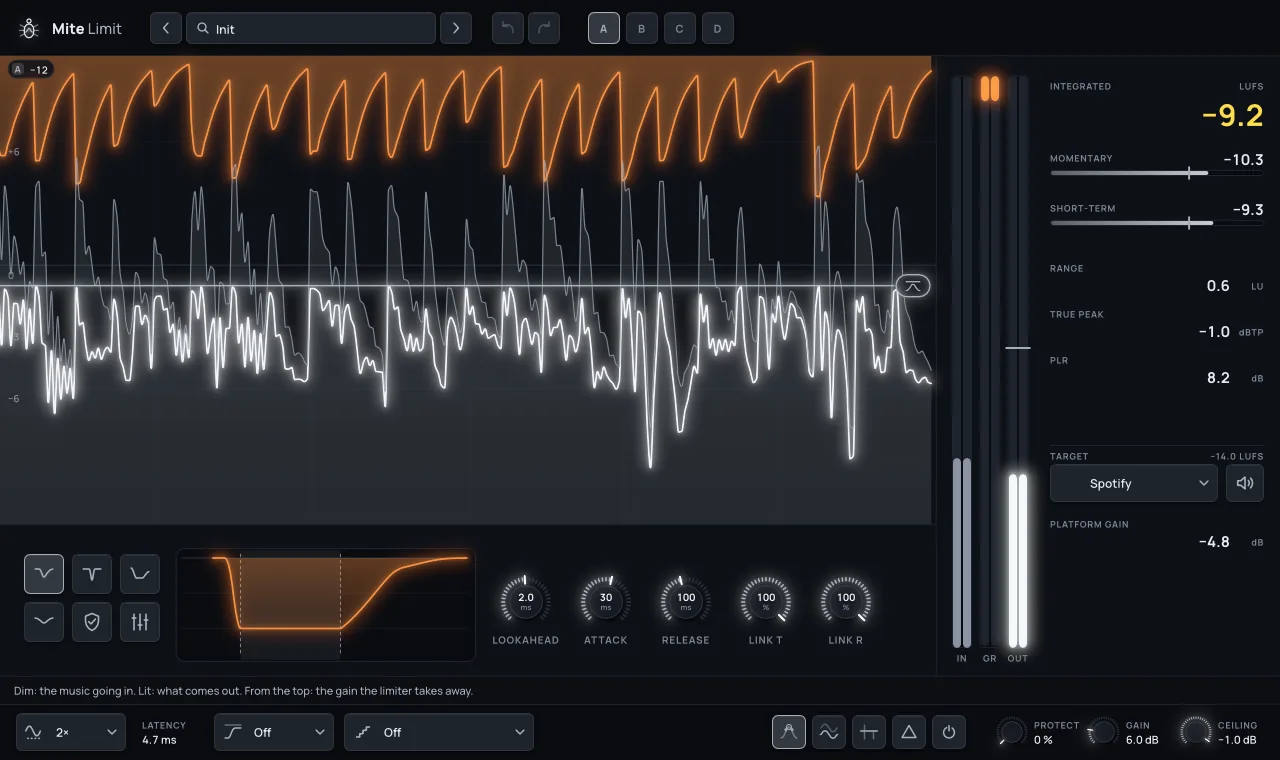 Mite Limit
Init
A
B
C
D
A −12
+6
0
−3
−6
INTEGRATED LUFS
−9.2
MOMENTARY −10.3
SHORT-TERM −9.3
RANGE
0.6 LU
TRUE PEAK
−1.0 dBTP
PLR
8.2 dB
TARGET −14.0 LUFS
Spotify
PLATFORM GAIN
−4.8 dB
IN GR OUT
2.0 ms
LOOKAHEAD
30 ms
ATTACK
100 ms
RELEASE
100 %
LINK T
100 %
LINK R
Dim: the music going in. Lit: what comes out. From the top: the gain the limiter takes away.
2×
LATENCY
4.7 ms
Off
Off
PROTECT
0 %
GAIN
6.0 dB
CEILING
−1.0 dB